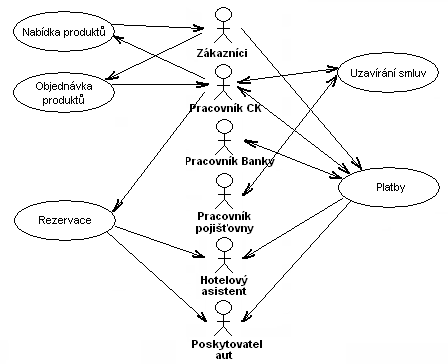 Nabídka produktů
Zákazníci
Objednávka
produktů
Uzavírání smluv
Pracovník CK
Pracovník Banky
Platby
Rezervace
Pracovník
pojišťovny
Hotelový
asistent
Poskytovatel
aut